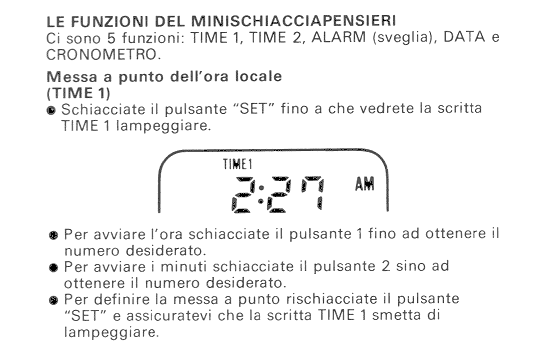 LE FUNZIONI DEL MINISCHIACCIAPENSIERI
Ci sono 5 funzioni: TIME 1, TIME 2, ALARM (sveglia), DATA e
CRONOMETRO.
Messa a punto dell'ora locale
(TIME 1)
● Schiacciate il pulsante "SET" fino a che vedrete la scritta
TIME 1 lampeggiare.
TIME1
2:27 AM
● Per avviare l'ora schiacciate il pulsante 1 fino ad ottenere il
numero desiderato.
● Per avviare i minuti schiacciate il pulsante 2 sino ad
ottenere il numero desiderato.
● Per definire la messa a punto rischiacciate il pulsante
"SET" e assicuratevi che la scritta TIME 1 smetta di
lampeggiare.